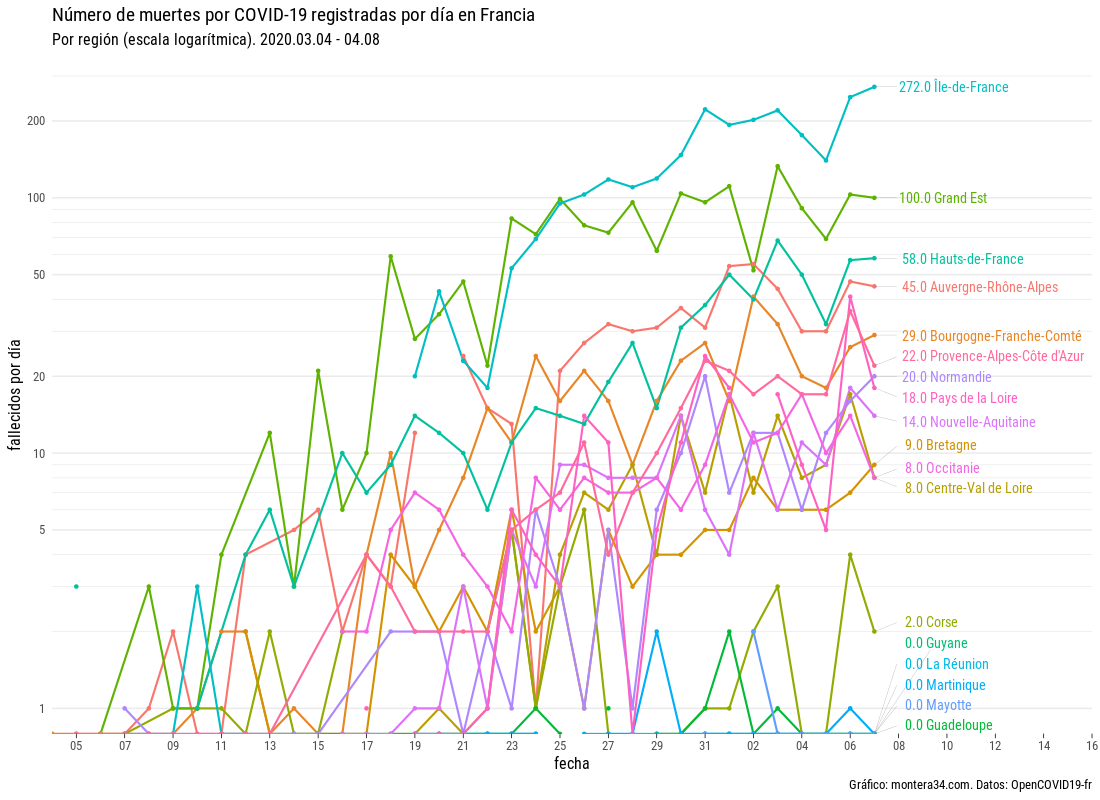 Número de muertes por COVID-19 registradas por día en Francia
Por región (escala logarítmica). 2020.03.04 - 04.08
fallecidos por día
200
100
50
20
10
5
1
272.0 Île-de-France
100.0 Grand Est
58.0 Hauts-de-France
45.0 Auvergne-Rhône-Alpes
29.0 Bourgogne-Franche-Comté
22.0 Provence-Alpes-Côte d'Azur
20.0 Normandie
18.0 Pays de la Loire
14.0 Nouvelle-Aquitaine
9.0 Bretagne
8.0 Occitanie
8.0 Centre-Val de Loire
2.0 Corse
0.0 Guyane
0.0 La Réunion
0.0 Martinique
0.0 Mayotte
0.0 Guadeloupe
05 07 09 11 13 15 17 19 21 23 25 27 29 31 02 04 06 08 10 12 14 16
fecha
Gráfico: montera34.com. Datos: OpenCOVID19-fr